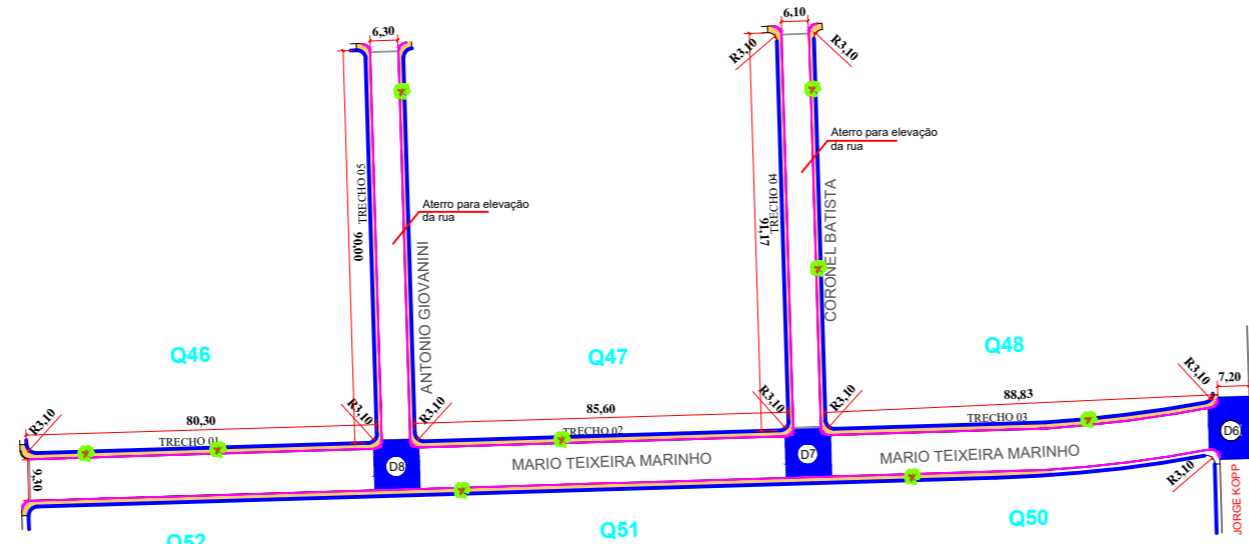 6,30
6,10
R3,10
R3,10
Aterro para elevação
da rua
TRECHO 05
90,00
TRECHO 04
91,17
CORONEL BATISTA
Aterro para elevação
da rua
ANTONIO GIOVANINI
Q46
Q47
Q48
R3,10
7,20
R3,10
80,30
R3,10
R3,10
85,60
R3,10
R3,10
88,83
TRECHO 01
TRECHO 02
TRECHO 03
D6
D8
MARIO TEIXEIRA MARINHO
D7
MARIO TEIXEIRA MARINHO
R3,10
9,30
JORGE KOPP
Q52
Q51
Q50